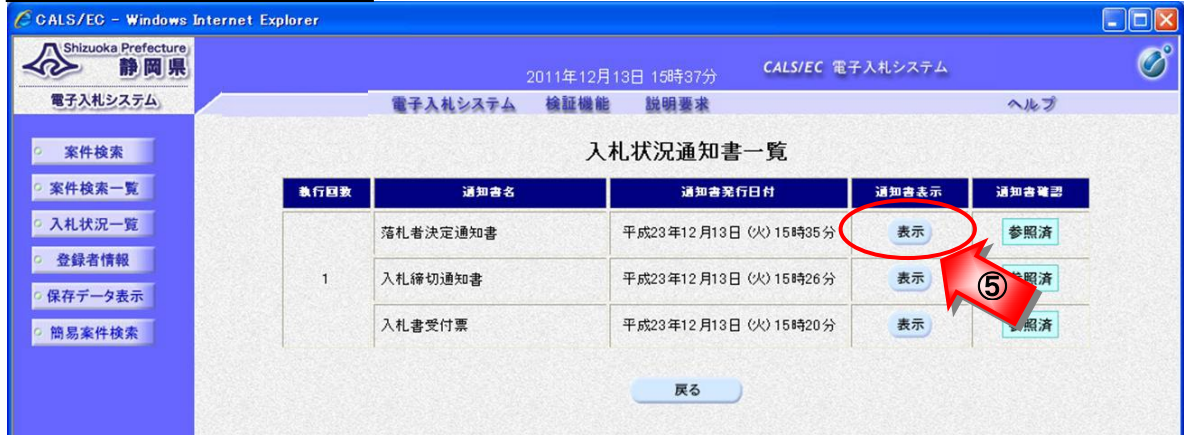 CALS/EC - Windows Internet Explorer
Shizuoka Prefecture
静岡県
電子入札システム
2011年12月13日 15時37分
CALS/EC 電子入札システム
電子入札システム 検証機能 説明要求 ヘルプ
案件検索
案件検索一覧
入札状況一覧
登録者情報
保存データ表示
簡易案件検索
入札状況通知書一覧
執行回数 通知書名 通知書発行日付 通知書表示 通知書確認
落札者決定通知書 平成23年12月13日 (火) 15時35分 表示 参照済
1 入札締切通知書 平成23年12月13日 (火) 15時26分 表示 参照済
⑤
入札書受付票 平成23年12月13日 (火) 15時20分 表示 参照済
戻る